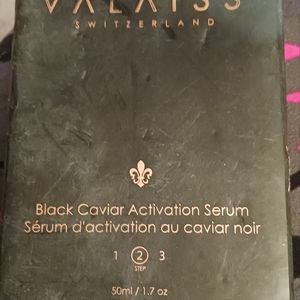 VALAISS
SWITZERLAND
Black Caviar Activation Serum
Sérum d'activation au caviar noir
1 2 3
STEP
50ml / 1.7 oz